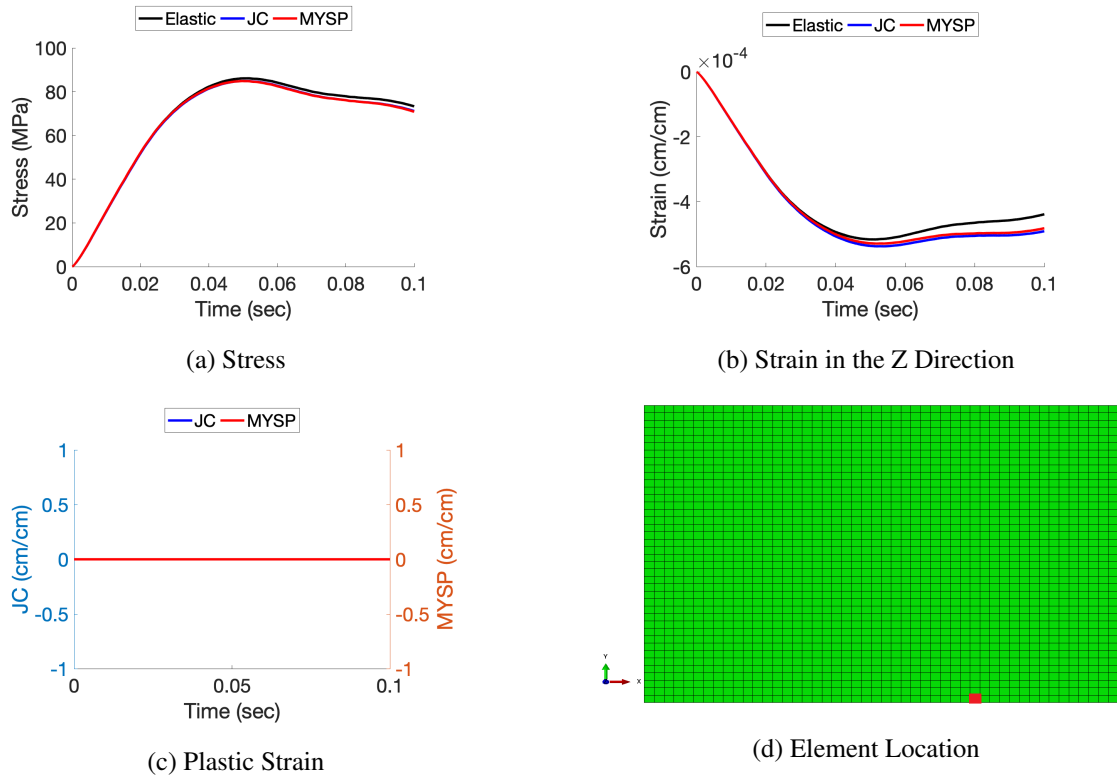 Elastic JC MYSP
100
80
60
40
20
0
Stress (MPa)
0 0.02 0.04 0.06 0.08 0.1
Time (sec)
(a) Stress
Elastic JC MYSP
×10⁻⁴
0
-2
-4
-6
Strain (cm/cm)
0 0.02 0.04 0.06 0.08 0.1
Time (sec)
(b) Strain in the Z Direction
JC MYSP
1
0.5
0
-0.5
-1
JC (cm/cm)
1
0.5
0
-0.5
-1
MYSP (cm/cm)
0 0.05 0.1
Time (sec)
(c) Plastic Strain
Y
X
(d) Element Location